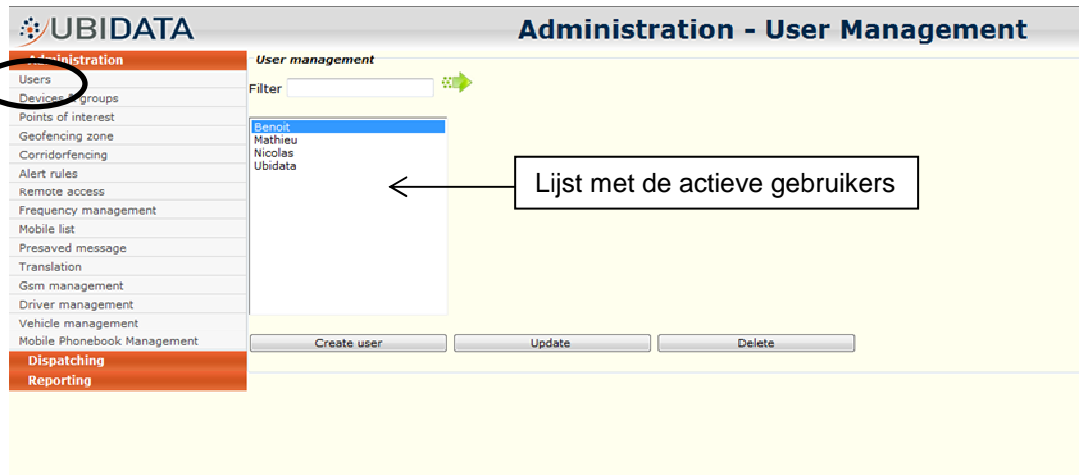 UBIDATA
Administration - User Management
Administration
Users
Devices & groups
Points of interest
Geofencing zone
Corridorfencing
Alert rules
Remote access
Frequency management
Mobile list
Presaved message
Translation
Gsm management
Driver management
Vehicle management
Mobile Phonebook Management
Dispatching
Reporting
User management
Filter
Benoit
Mathieu
Nicolas
Ubidata
Lijst met de actieve gebruikers
Create user
Update
Delete